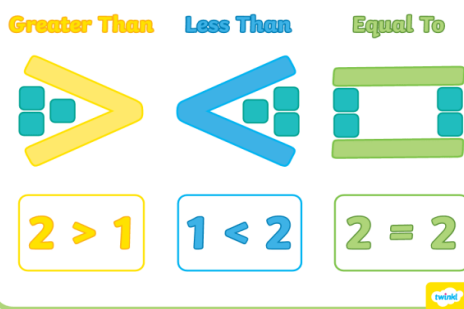 Greater Than
Less Than
Equal To
2 > 1
1 < 2
2 = 2
twinkl